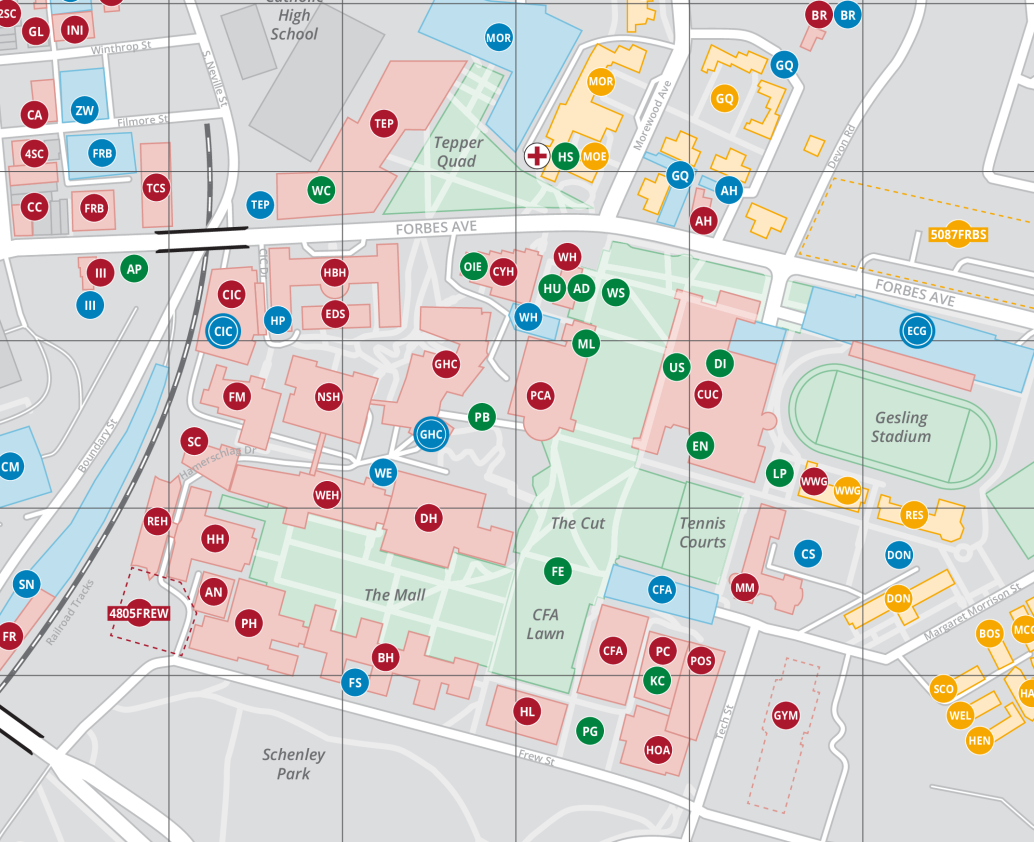 Catholic
High
School
2SC
GL
INI
Winthrop St
S. Neville St
MOR
BR
BR
GQ
MOR
GQ
CA
ZW
Filmore St
TEP
Tepper
Quad
Morewood Ave
Devon Rd
4SC
FRB
HS
MOE
TCS
WC
GQ
AH
CC
FRB
TEP
AH
FORBES AVE
5087FRBS
III
AP
III
CIC
HBH
OIE
CYH
WH
HU
AD
WS
FORBES AVE
CIC
HP
EDS
WH
ECG
ML
GHC
US
DI
FM
NSH
PCA
CUC
Gesling
Stadium
PB
GHC
EN
Boundary St
SC
Hamerschlag Dr
CM
WE
LP
WWG
WWG
WEH
DH
RES
REH
HH
The Cut
Tennis
Courts
CS
DON
SN
AN
The Mall
FE
CFA
MM
DON
4805FREW
PH
CFA
Lawn
Margaret Morrison St
Railroad Tracks
FR
BOS
MCG
BH
CFA
PC
POS
FS
KC
SCO
HL
PG
Tech St
GYM
WEL
HEN
HOA
Schenley
Park
Frew St